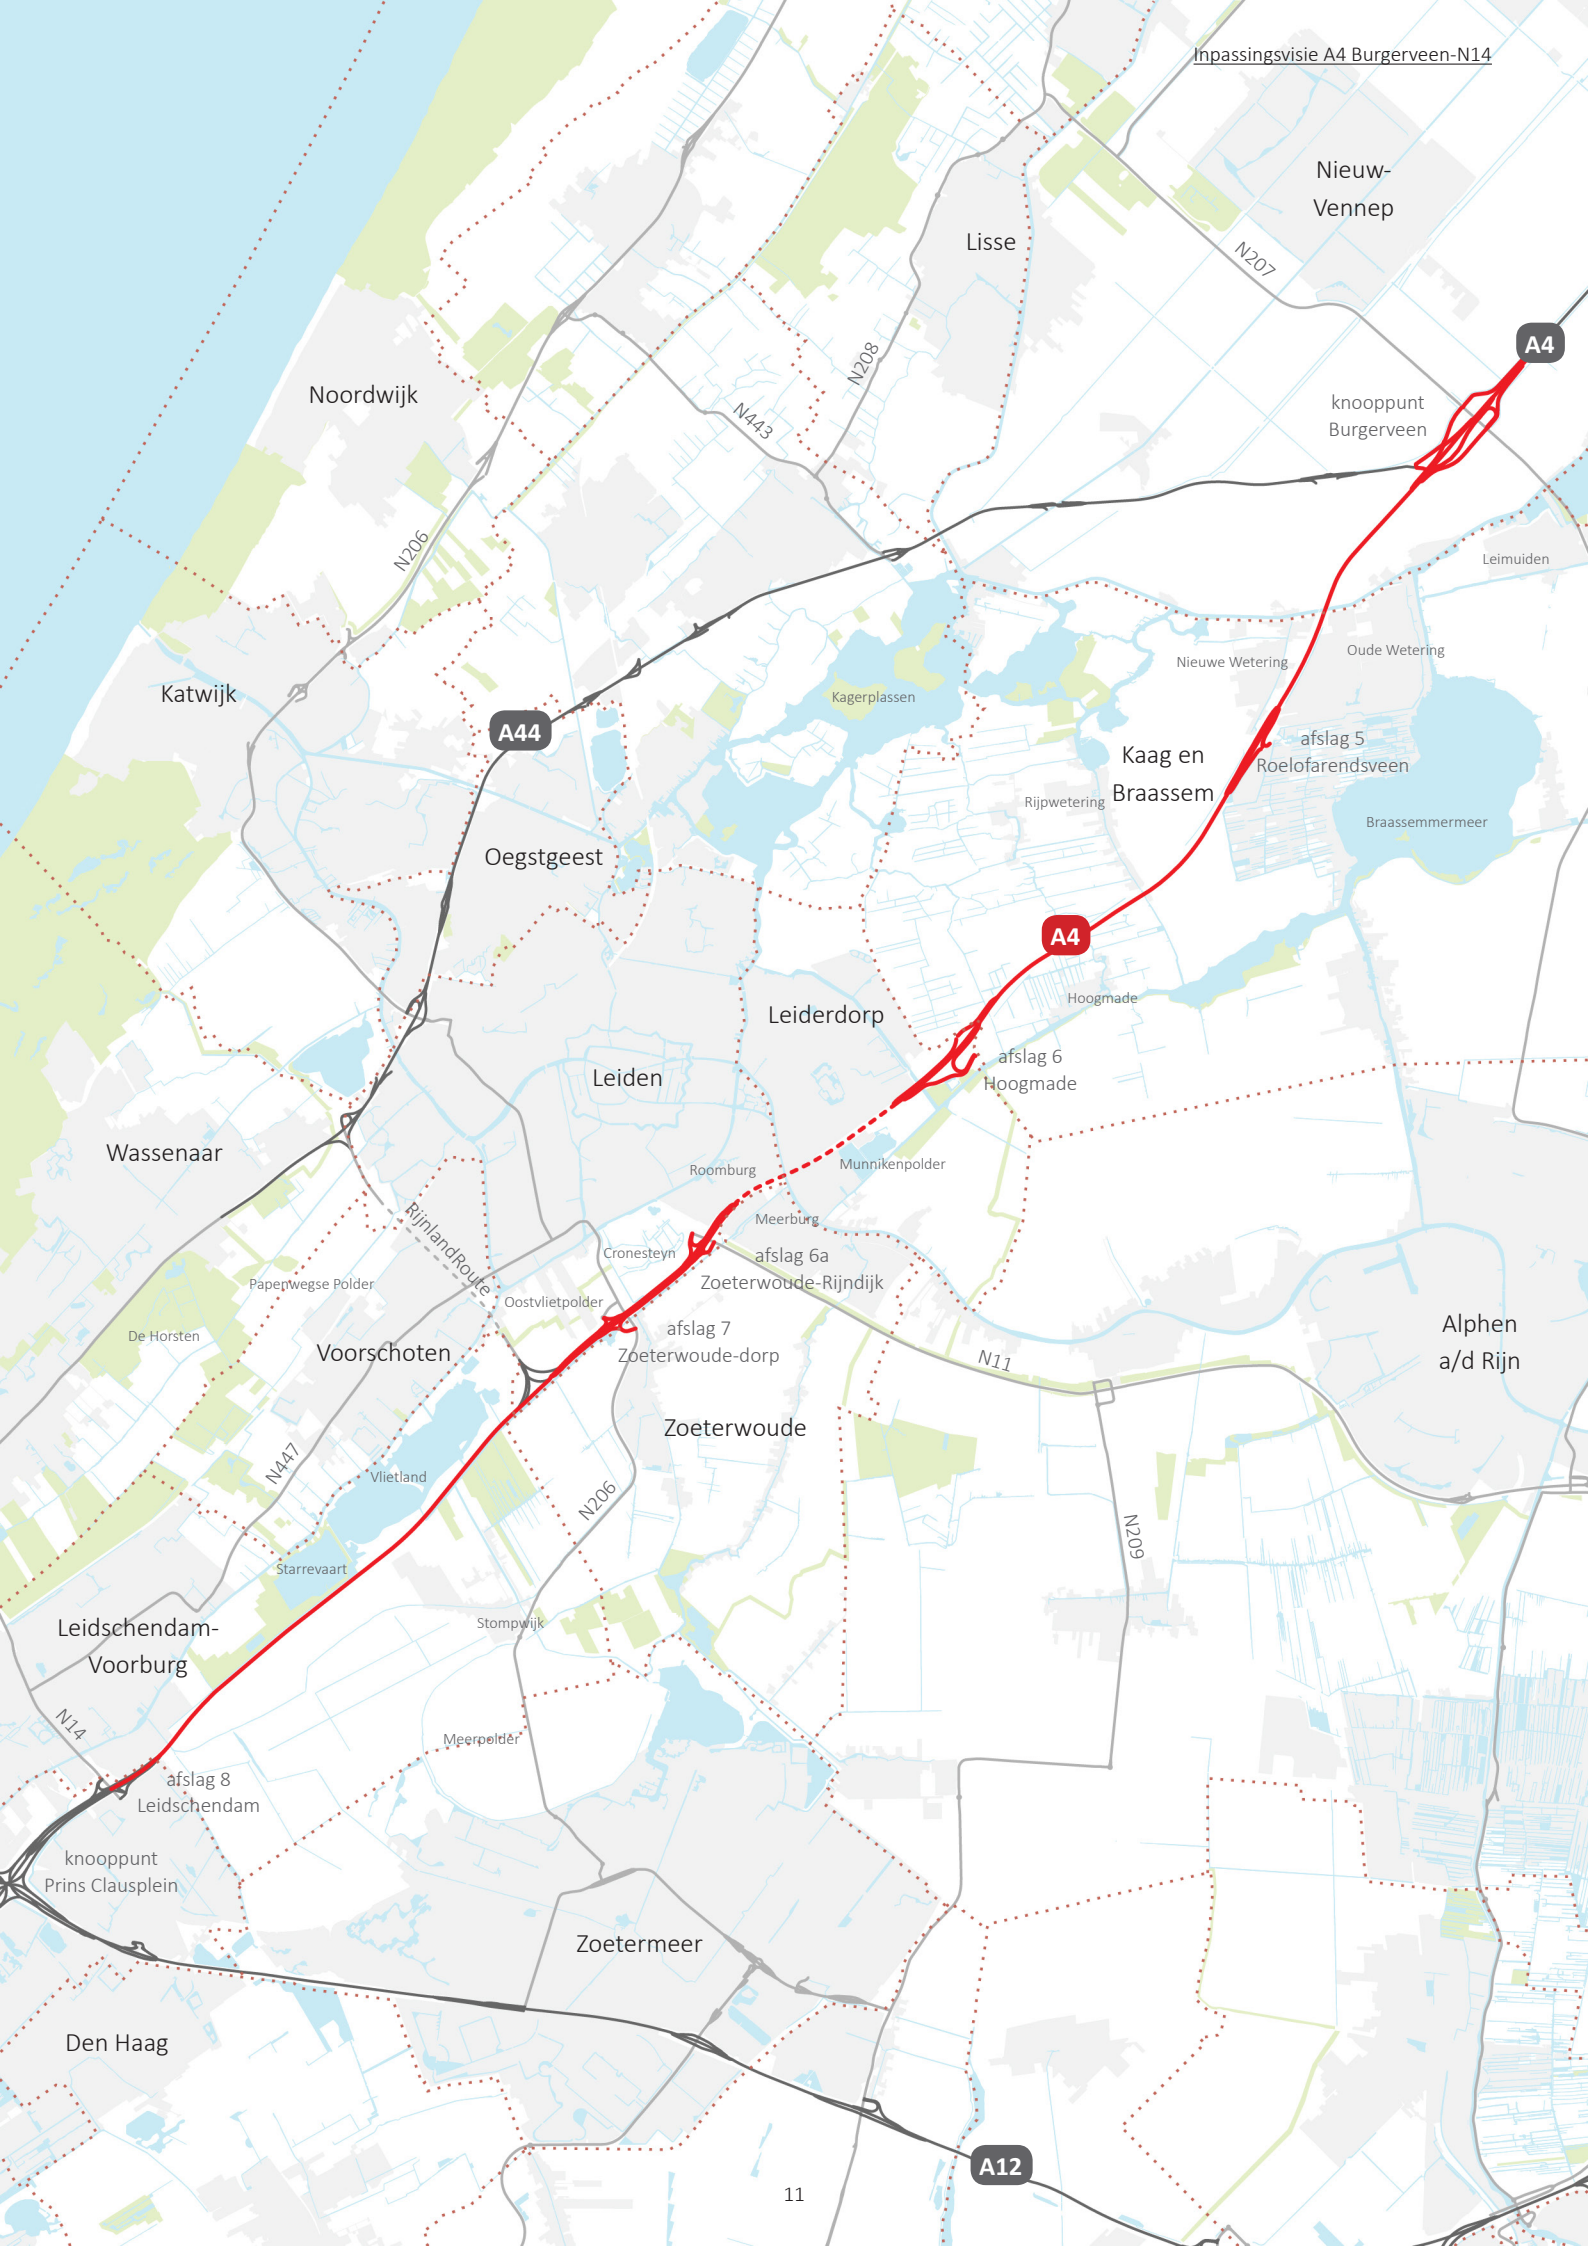 Inpassingsvisie A4 Burgerveen-N14
Nieuw-
Vennep
Lisse
N207
A4
N208
Noordwijk
knooppunt
Burgerveen
N443
N206
Leimuiden
Oude Wetering
Nieuwe Wetering
Katwijk
Kagerplassen
A44
afslag 5
Roelofarendsveen
Kaag en
Braassem
Rijpwetering
Braassemmermeer
Oegstgeest
A4
Hoogmade
Leiderdorp
afslag 6
Hoogmade
Leiden
Wassenaar
Roomburg
Munnikenpolder
Meerburg
RijnlandRoute
Cronesteyn
afslag 6a
Zoeterwoude-Rijndijk
Papenwegse Polder
Oostvlietpolder
De Horsten
afslag 7
Zoeterwoude-dorp
Voorschoten
Alphen
a/d Rijn
N11
Zoeterwoude
N447
Vlietland
N206
N209
Starrevaart
Stompwijk
Leidschendam-
Voorburg
N14
Meerpolder
afslag 8
Leidschendam
knooppunt
Prins Clausplein
Zoetermeer
Den Haag
A12
11